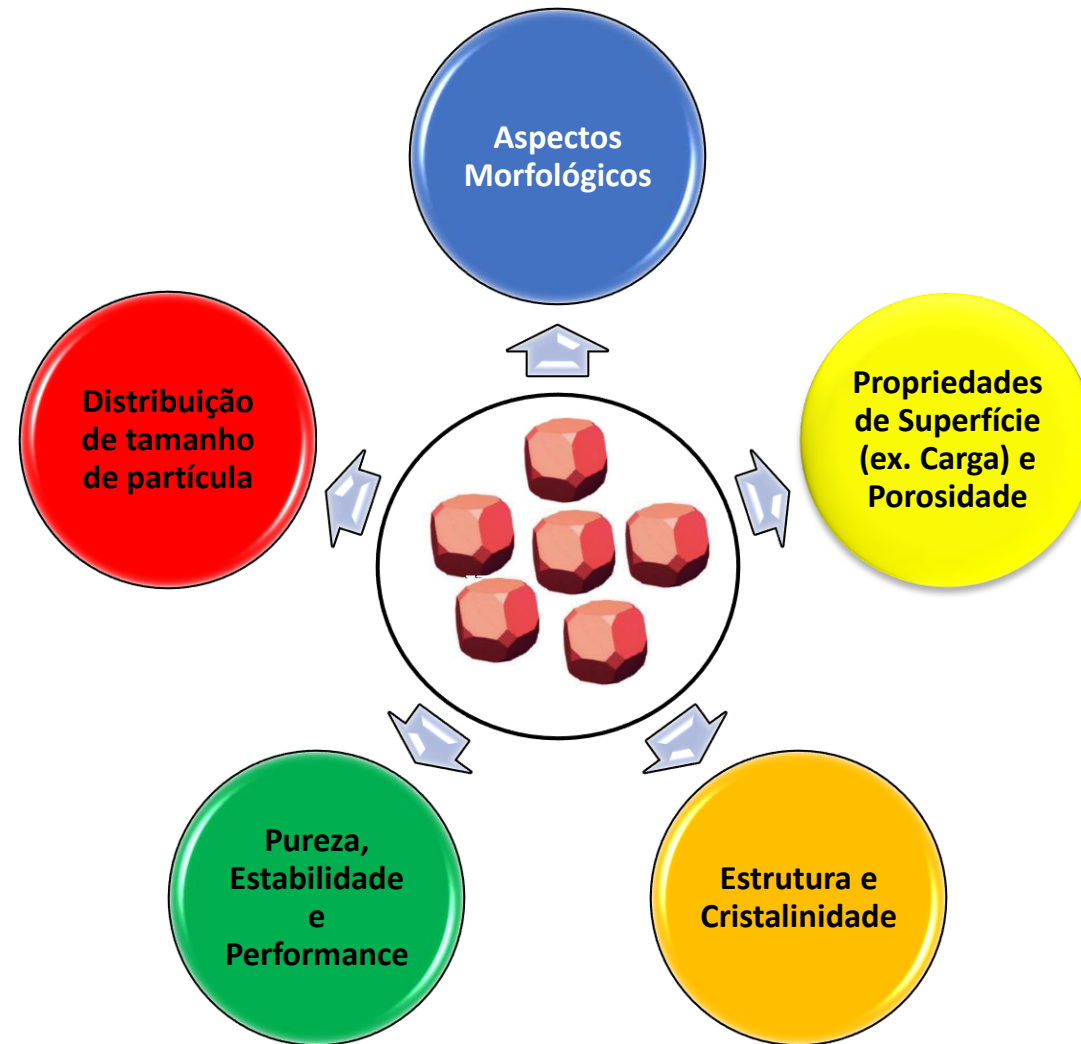 Aspectos
Morfológicos
Distribuição
de tamanho
de partícula
Propriedades
de Superfície
(ex. Carga) e
Porosidade
Pureza,
Estabilidade
e
Performance
Estrutura e
Cristalinidade